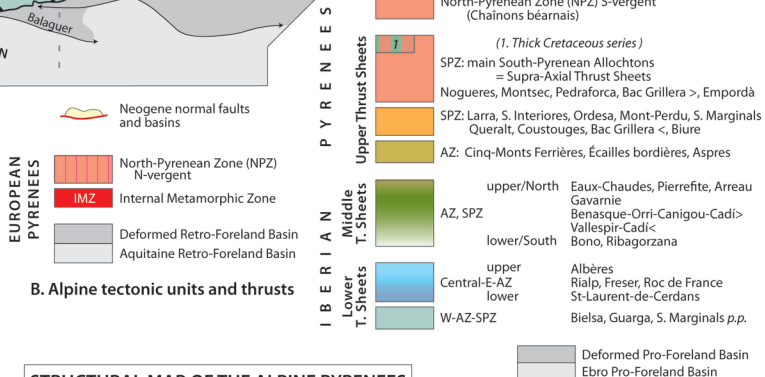 Balaguer
North-Pyrenean Zone (NPZ) S-vergent
(Chaînons béarnais)
PYRENEES
Upper Thrust Sheets
1
(1. Thick Cretaceous series )
SPZ: main South-Pyrenean Allochtons
= Supra-Axial Thrust Sheets
Nogueres, Montsec, Pedraforca, Bac Grillera >, Empordà
SPZ: Larra, S. Interiores, Ordesa, Mont-Perdu, S. Marginals
Queralt, Coustouges, Bac Grillera <, Biure
AZ: Cinq-Monts Ferrières, Écailles bordières, Aspres
Neogene normal faults
and basins
EUROPEAN
PYRENEES
North-Pyrenean Zone (NPZ)
N-vergent
IMZ Internal Metamorphic Zone
Deformed Retro-Foreland Basin
Aquitaine Retro-Foreland Basin
B. Alpine tectonic units and thrusts
IBERIAN
Middle
T. Sheets
AZ, SPZ
upper/North Eaux-Chaudes, Pierrefite, Arreau
Gavarnie
Benasque-Orri-Canigou-Cadí>
Vallespir-Cadí<
lower/South Bono, Ribagorzana
Lower
T. Sheets
upper Albères
Central-E-AZ Rialp, Freser, Roc de France
lower St-Laurent-de-Cerdans
W-AZ-SPZ Bielsa, Guarga, S. Marginals p.p.
Deformed Pro-Foreland Basin
Ebro Pro-Foreland Basin
STRUCTURAL MAP OF THE ALPINE PYRENEES